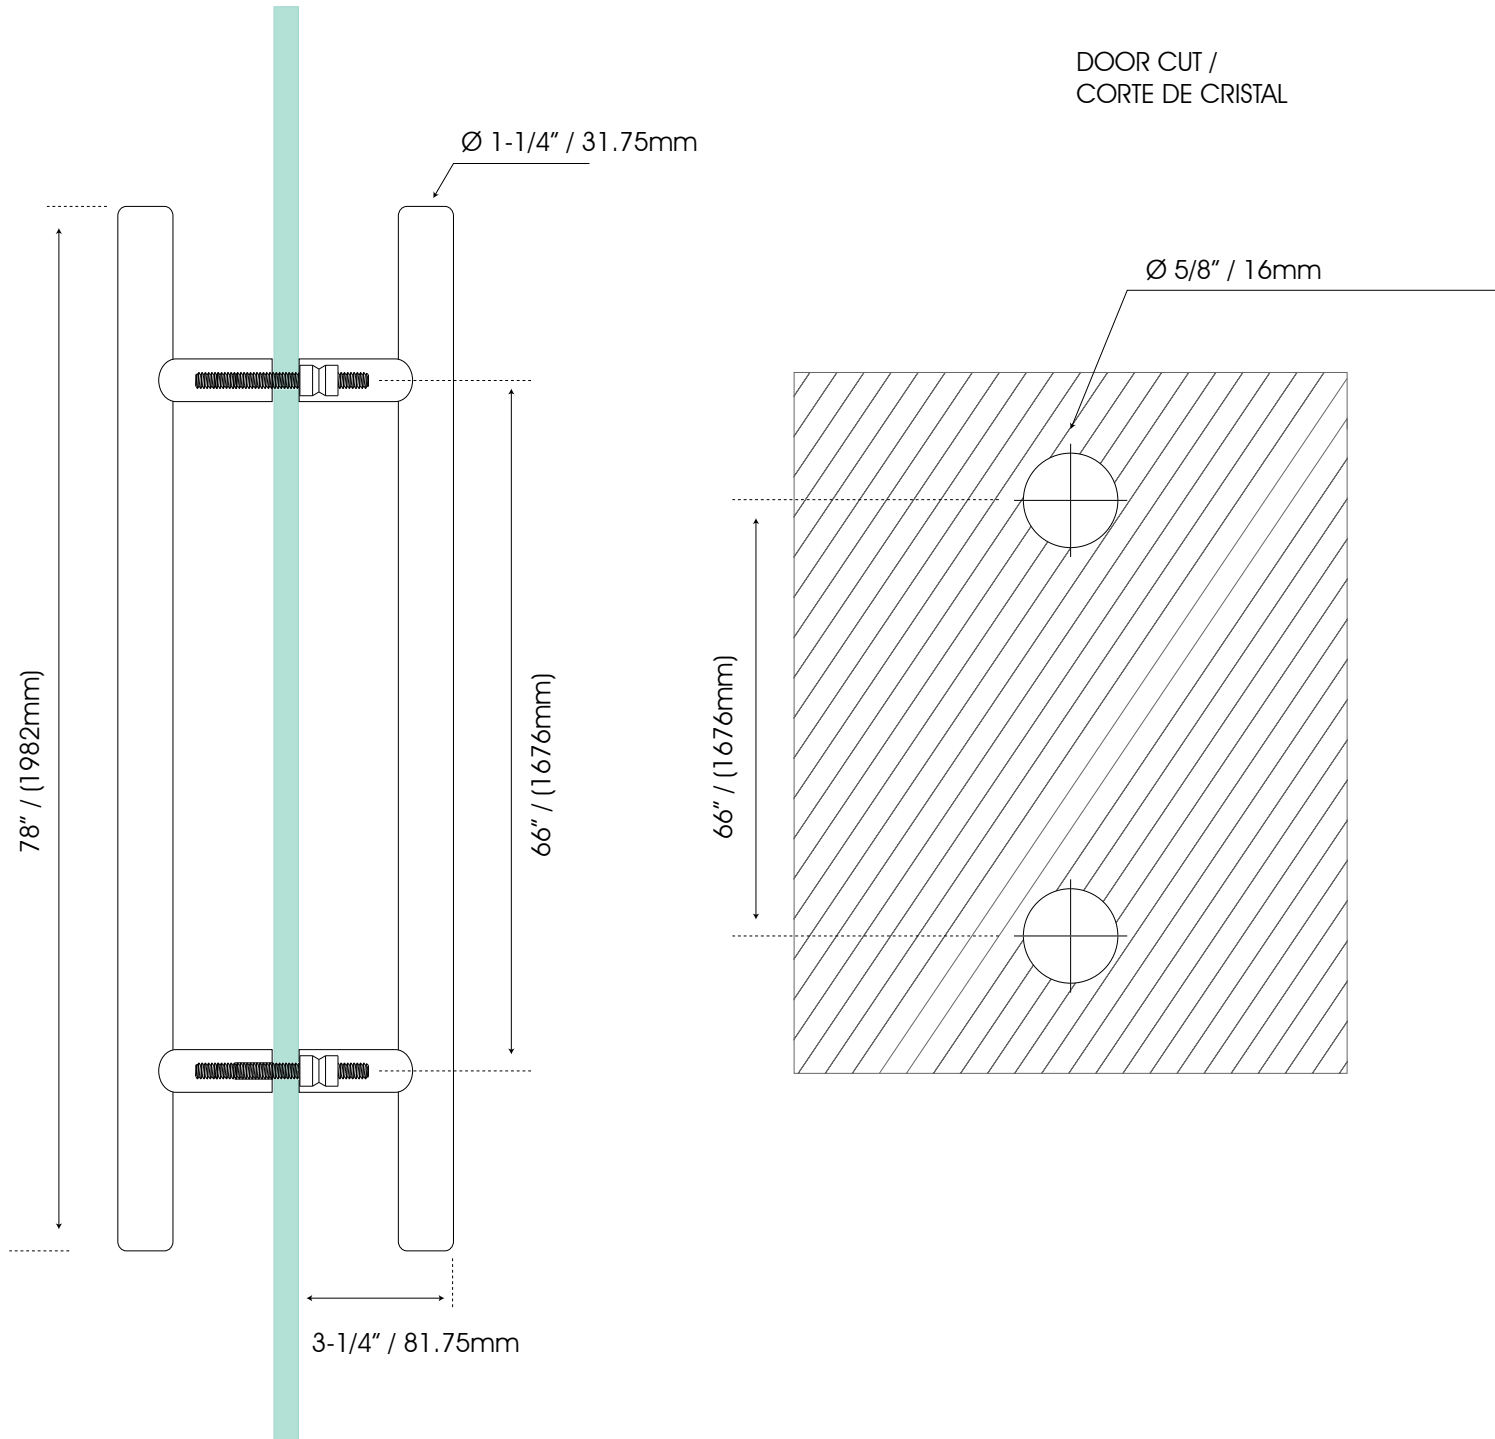 DOOR CUT /
CORTE DE CRISTAL
Ø 1-1/4” / 31.75mm
Ø 5/8” / 16mm
78” / (1982mm)
66” / (1676mm)
66” / (1676mm)
3-1/4” / 81.75mm